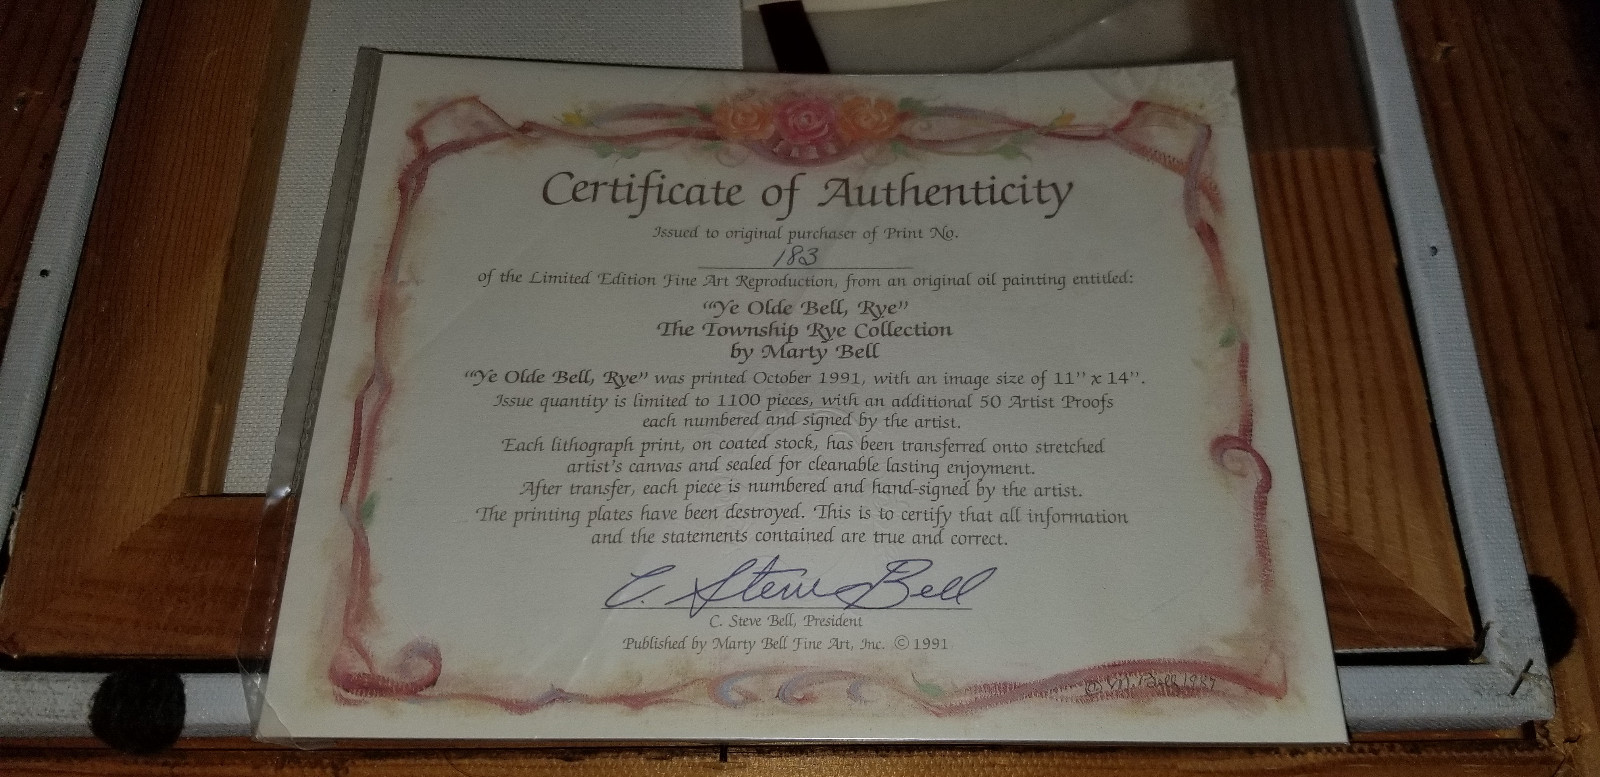 Certificate of Authenticity
Issued to original purchaser of Print No.
183
of the Limited Edition Fine Art Reproduction, from an original oil painting entitled:
"Ye Olde Bell, Rye"
The Township Rye Collection
by Marty Bell
"Ye Olde Bell, Rye" was printed October 1991, with an image size of 11" x 14".
Issue quantity is limited to 1100 pieces, with an additional 50 Artist Proofs
each numbered and signed by the artist.
Each lithograph print, on coated stock, has been transferred onto stretched
artist's canvas and sealed for cleanable lasting enjoyment.
After transfer, each piece is numbered and hand-signed by the artist.
The printing plates have been destroyed. This is to certify that all information
and the statements contained are true and correct.
C. Steve Bell
C. Steve Bell, President
Published by Marty Bell Fine Art, Inc. © 1991
© Bell 1989